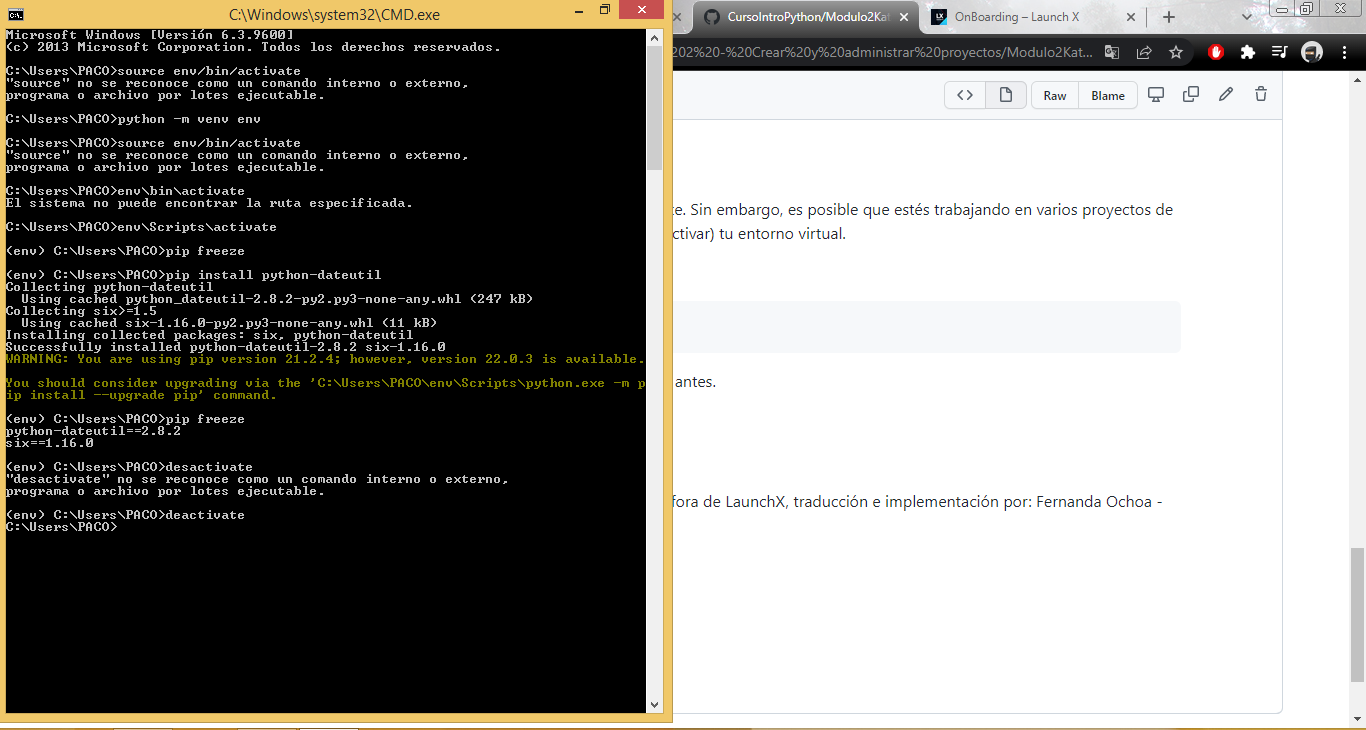 C:\Windows\system32\CMD.exe
Microsoft Windows [Versión 6.3.9600]
(c) 2013 Microsoft Corporation. Todos los derechos reservados.
C:\Users\PACO>source env/bin/activate
"source" no se reconoce como un comando interno o externo,
programa o archivo por lotes ejecutable.
C:\Users\PACO>python -m venv env
C:\Users\PACO>source env/bin/activate
"source" no se reconoce como un comando interno o externo,
programa o archivo por lotes ejecutable.
C:\Users\PACO>env\bin\activate
El sistema no puede encontrar la ruta especificada.
C:\Users\PACO>env\Scripts\activate
(env) C:\Users\PACO>pip freeze
(env) C:\Users\PACO>pip install python-dateutil
Collecting python-dateutil
Using cached python_dateutil-2.8.2-py2.py3-none-any.whl (247 kB)
Collecting six>=1.5
Using cached six-1.16.0-py2.py3-none-any.whl (11 kB)
Installing collected packages: six, python-dateutil
Successfully installed python-dateutil-2.8.2 six-1.16.0
WARNING: You are using pip version 21.2.4; however, version 22.0.3 is available.
You should consider upgrading via the 'C:\Users\PACO\env\Scripts\python.exe -m p
ip install --upgrade pip' command.
(env) C:\Users\PACO>pip freeze
python-dateutil==2.8.2
six==1.16.0
(env) C:\Users\PACO>desactivate
"desactivate" no se reconoce como un comando interno o externo,
programa o archivo por lotes ejecutable.
(env) C:\Users\PACO>deactivate
C:\Users\PACO>
CursoIntroPython/Modulo2Kat
OnBoarding – Launch X
202%20-%20Crear%20y%20administrar%20proyectos/Modulo2Kat...
Raw
Blame
te. Sin embargo, es posible que estés trabajando en varios proyectos de
ctivar) tu entorno virtual.
antes.
fora de LaunchX, traducción e implementación por: Fernanda Ochoa -